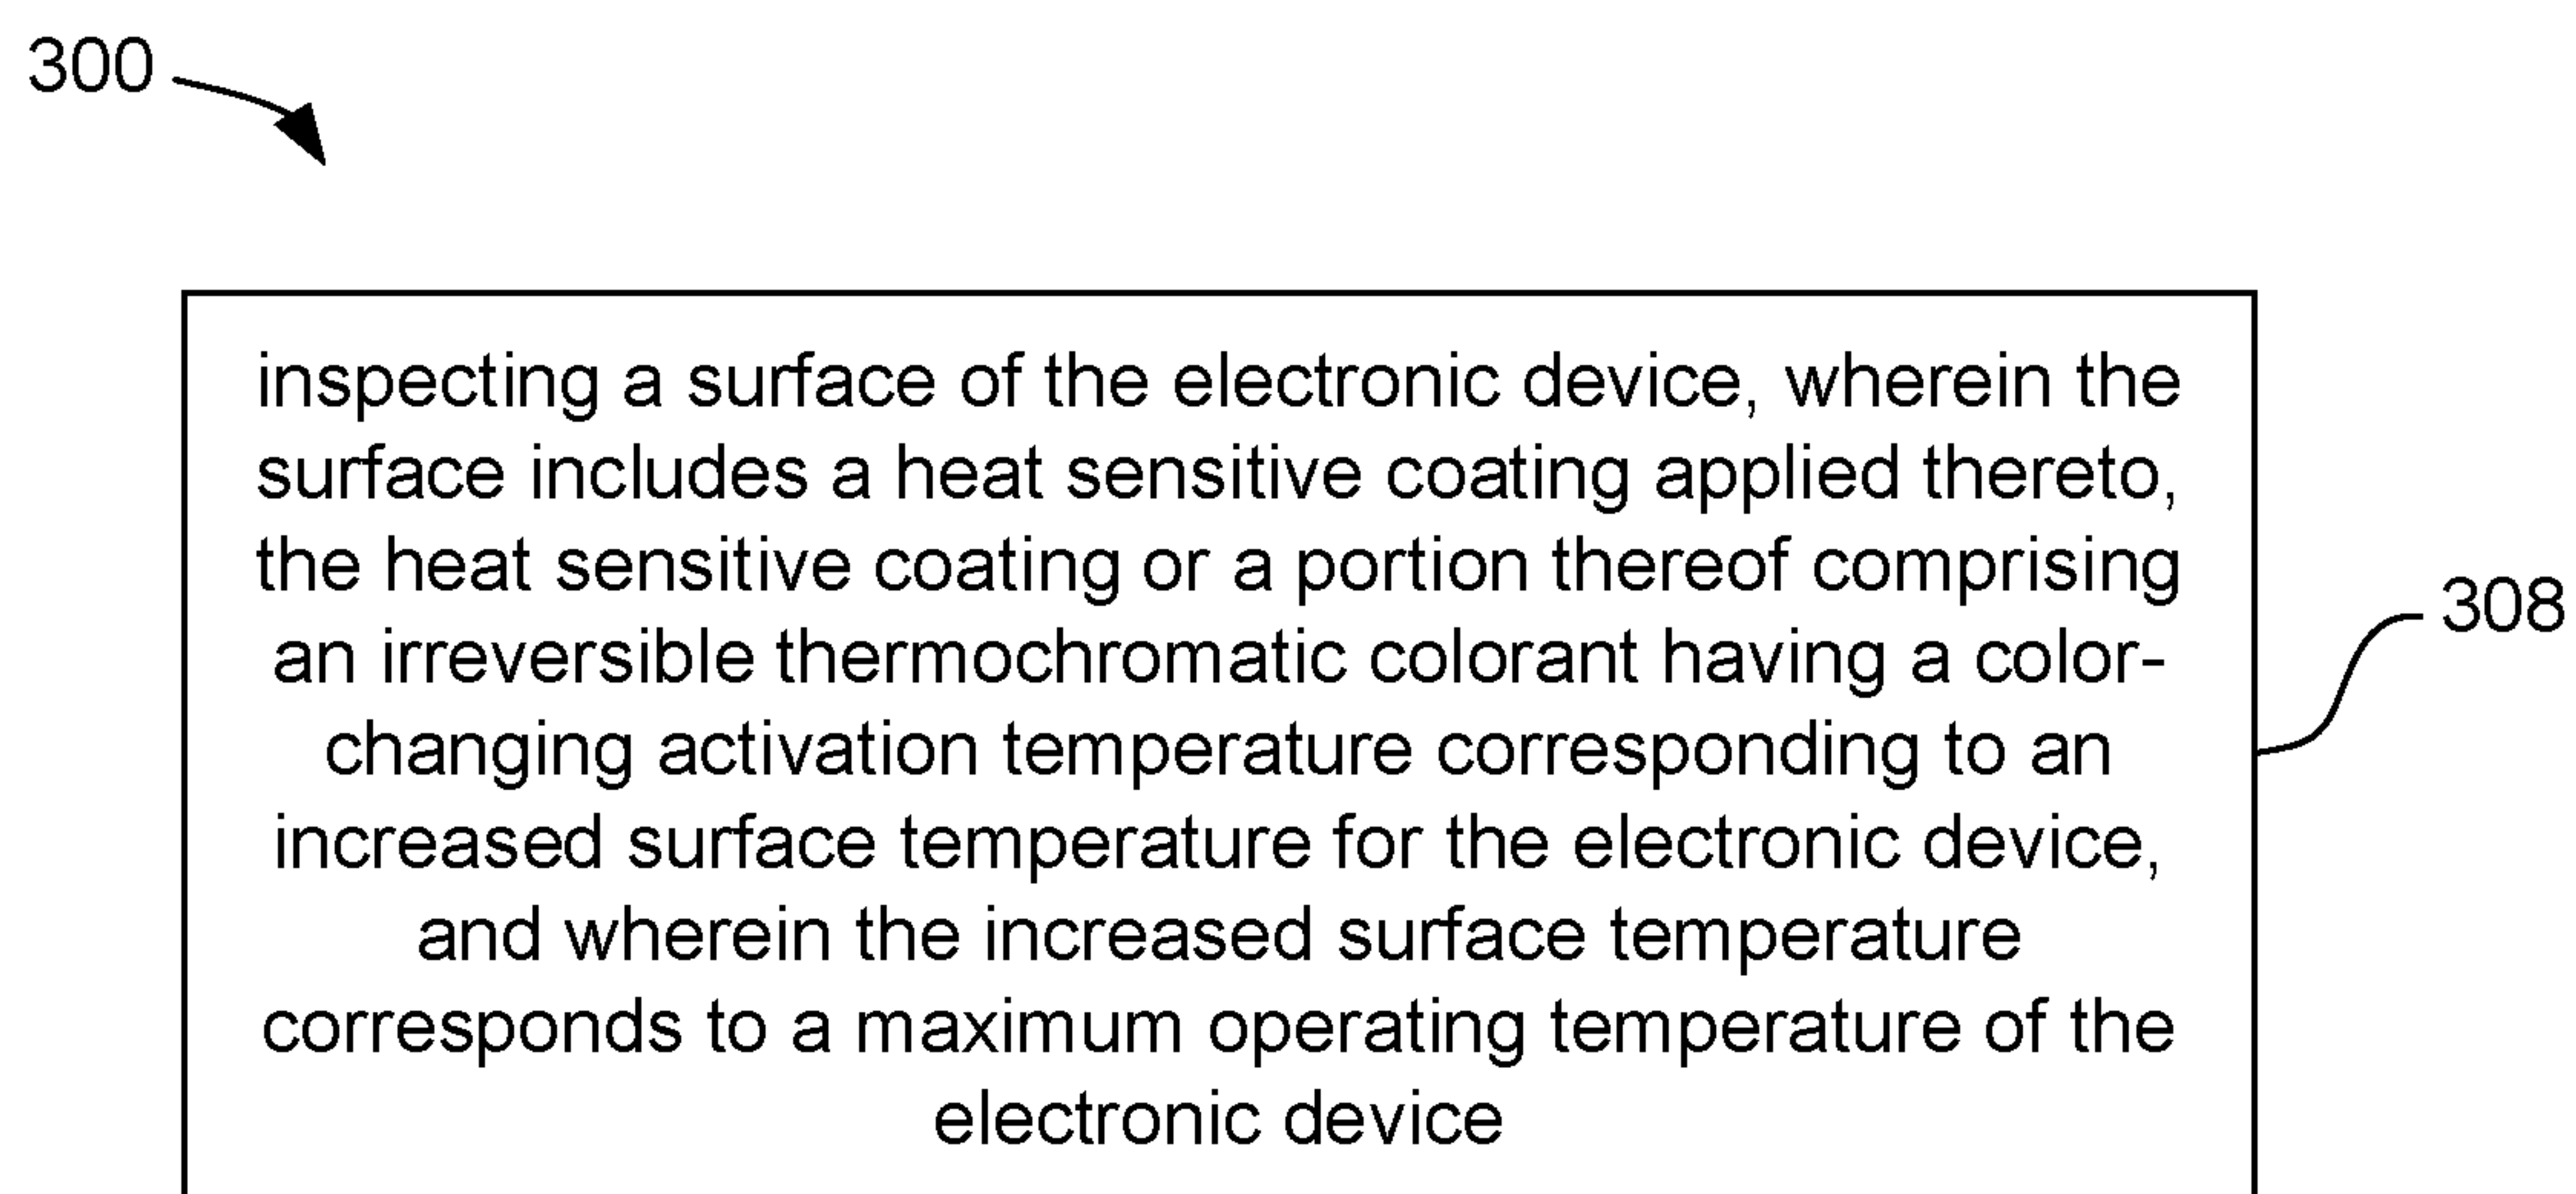 300
inspecting a surface of the electronic device, wherein the
surface includes a heat sensitive coating applied thereto,
the heat sensitive coating or a portion thereof comprising
an irreversible thermochromatic colorant having a color-
changing activation temperature corresponding to an
increased surface temperature for the electronic device,
and wherein the increased surface temperature
corresponds to a maximum operating temperature of the
electronic device
308